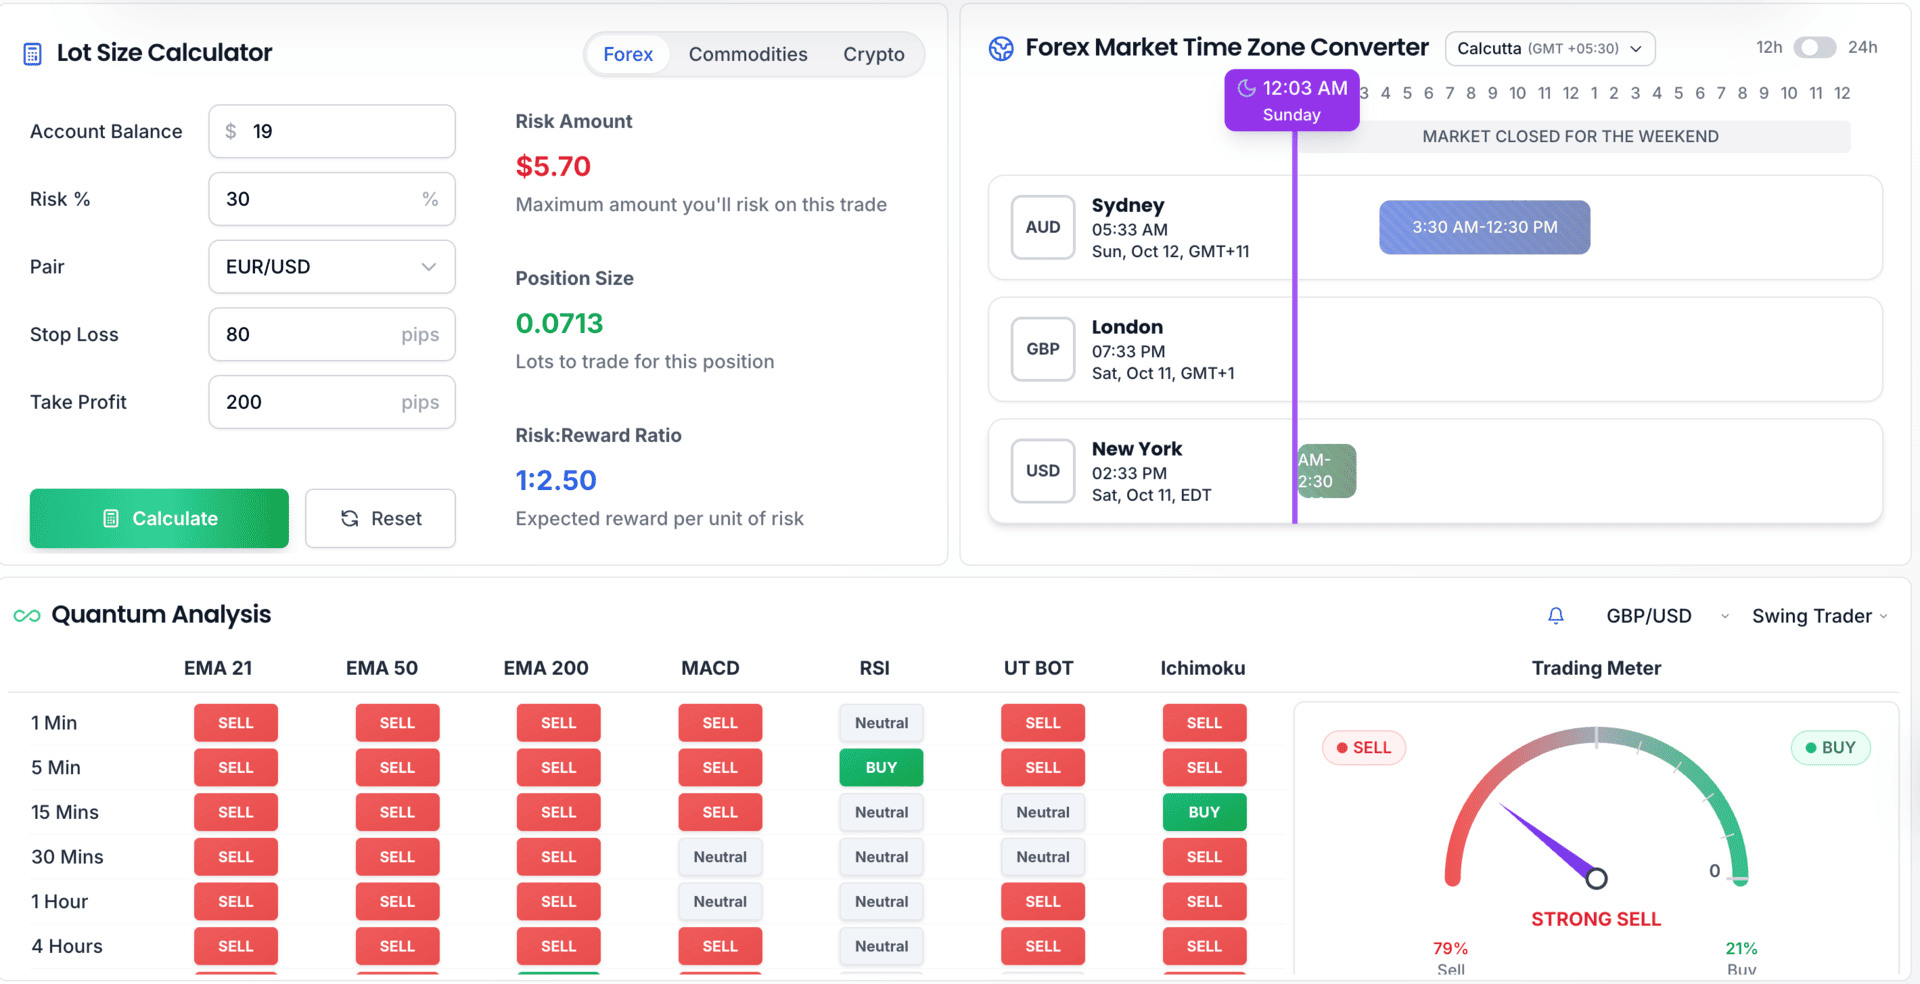 Lot Size Calculator
Forex
Commodities
Crypto
Account Balance
$ 19
Risk %
30 %
Pair
EUR/USD
Stop Loss
80 pips
Take Profit
200 pips
Calculate
Reset
Risk Amount
$5.70
Maximum amount you'll risk on this trade
Position Size
0.0713
Lots to trade for this position
Risk:Reward Ratio
1:2.50
Expected reward per unit of risk
Forex Market Time Zone Converter
Calcutta (GMT +05:30)
12h
24h
12:03 AM
Sunday
3 4 5 6 7 8 9 10 11 12 1 2 3 4 5 6 7 8 9 10 11 12
MARKET CLOSED FOR THE WEEKEND
AUD
Sydney
05:33 AM
Sun, Oct 12, GMT+11
3:30 AM-12:30 PM
GBP
London
07:33 PM
Sat, Oct 11, GMT+1
USD
New York
02:33 PM
Sat, Oct 11, EDT
AM-
2:30
Quantum Analysis
GBP/USD
Swing Trader
EMA 21 EMA 50 EMA 200 MACD RSI UT BOT Ichimoku
1 Min SELL SELL SELL SELL Neutral SELL SELL
5 Min SELL SELL SELL SELL BUY SELL SELL
15 Mins SELL SELL SELL SELL Neutral Neutral BUY
30 Mins SELL SELL SELL Neutral Neutral Neutral SELL
1 Hour SELL SELL SELL Neutral Neutral SELL SELL
4 Hours SELL SELL SELL SELL Neutral SELL SELL
Trading Meter
SELL
BUY
0
STRONG SELL
79%
Sell
21%
Buy